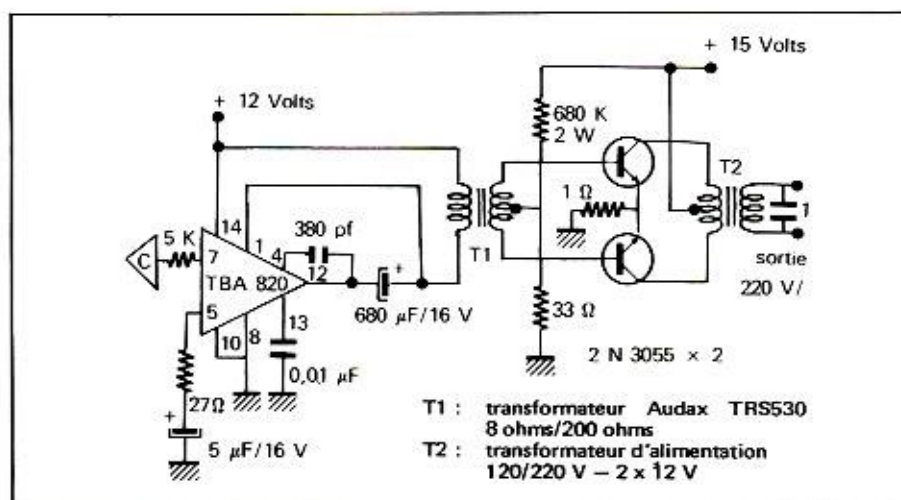 + 15 Volts
+ 12 Volts
680 K
2 W
T2
1 Ω
14
380 pf
1
5 K
1
4
C
7
12
+
T1
sortie
TBA 820
220 V/
5
680 µF/16 V
13
33 Ω
10
8
2 N 3055 × 2
0,01 µF
27Ω
T1 : transformateur Audax TRS530
8 ohms/200 ohms
+
5 µF/16 V
T2 : transformateur d'alimentation
120/220 V – 2 x 12 V